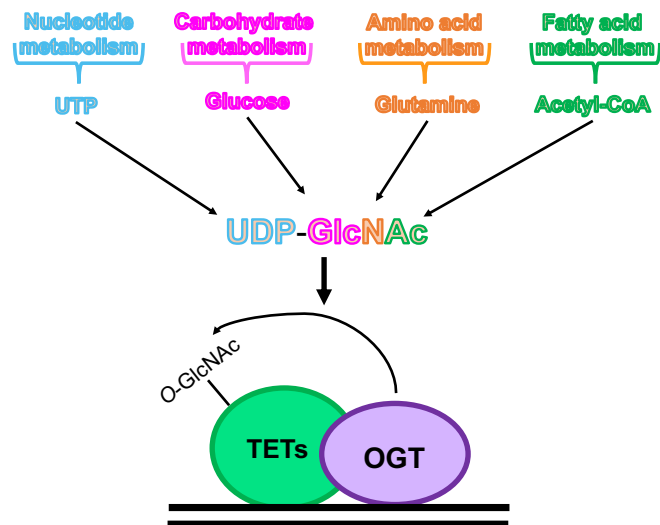 Nucleotide
metabolism
Carbohydrate
metabolism
Amino acid
metabolism
Fatty acid
metabolism
UTP
Glucose
Glutamine
Acetyl-CoA
UDP-GlcNAc
O-GlcNAc
TETs
OGT